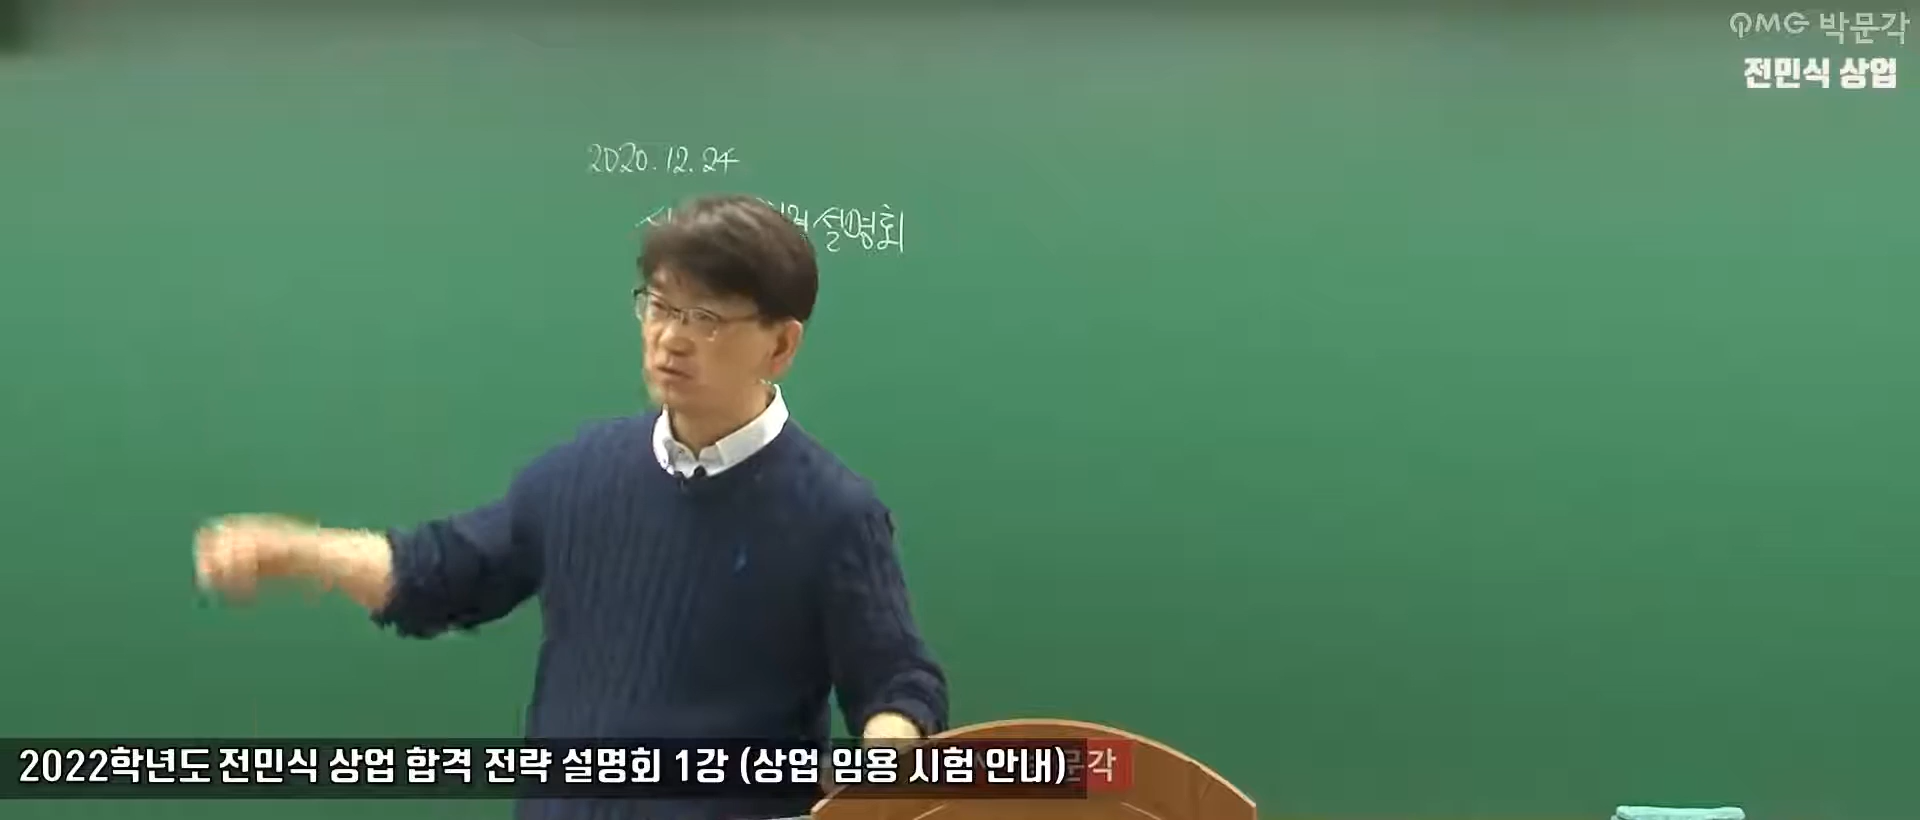 PMG 박문각
전민식 상업
2020.12.24
설명회
2022학년도 전민식 상업 합격 전략 설명회 1강 (상업 임용 시험 안내)
각